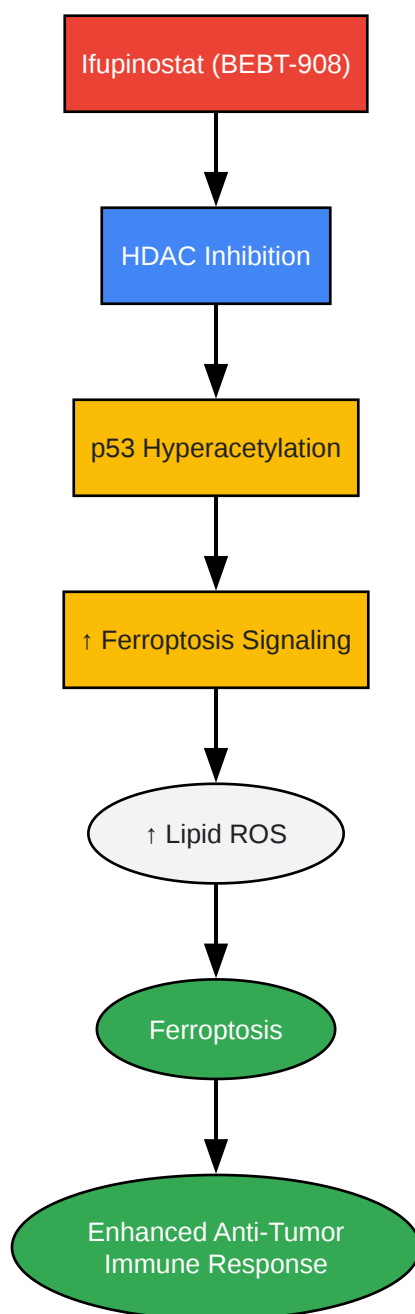 Ifupinostat (BEBT-908)
HDAC Inhibition
p53 Hyperacetylation
↑ Ferroptosis Signaling
↑ Lipid ROS
Ferroptosis
Enhanced Anti-Tumor
Immune Response